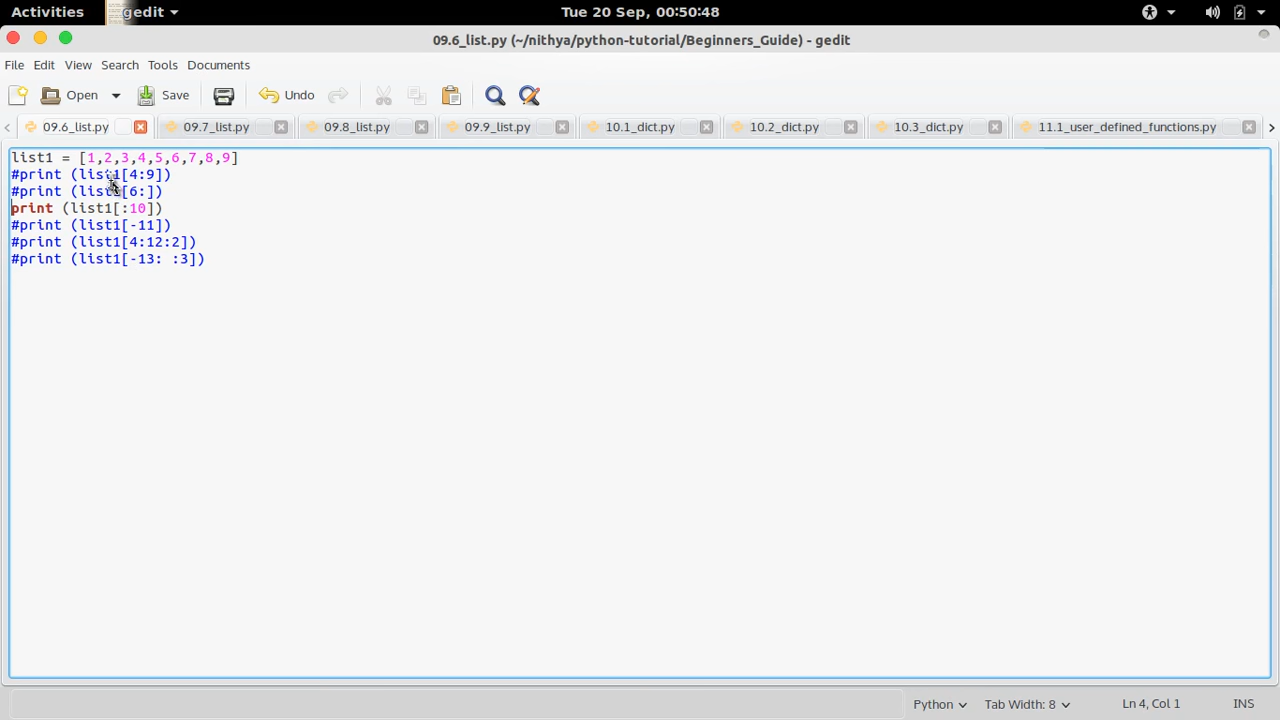 Activities gedit Tue 20 Sep, 00:50:48
09.6_list.py (~/nithya/python-tutorial/Beginners_Guide) - gedit
File Edit View Search Tools Documents
Open Save Undo
09.6_list.py 09.7_list.py 09.8_list.py 09.9_list.py 10.1_dict.py 10.2_dict.py 10.3_dict.py 11.1_user_defined_functions.py
list1 = [1,2,3,4,5,6,7,8,9]
#print (list1[4:9])
#print (list1[6:])
print (list1[:10])
#print (list1[-11])
#print (list1[4:12:2])
#print (list1[-13: :3])
Python Tab Width: 8 Ln 4, Col 1 INS